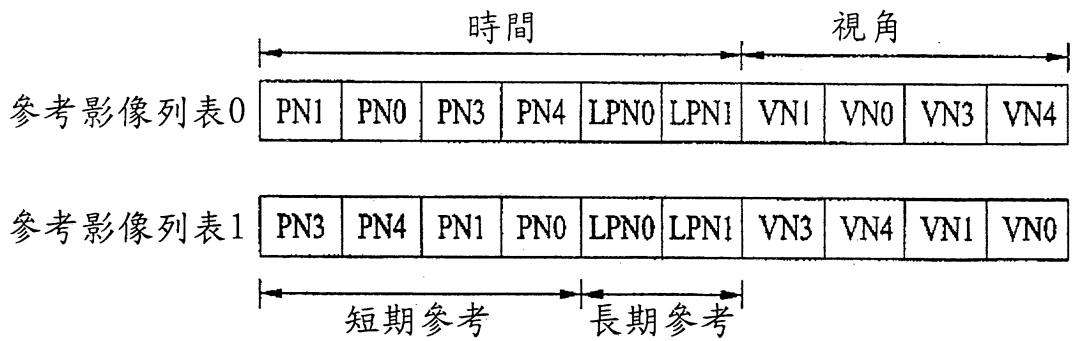 時間 視角
參考影像列表0 PN1 PN0 PN3 PN4 LPN0 LPN1 VN1 VN0 VN3 VN4
參考影像列表1 PN3 PN4 PN1 PN0 LPN0 LPN1 VN3 VN4 VN1 VN0
短期參考 長期參考